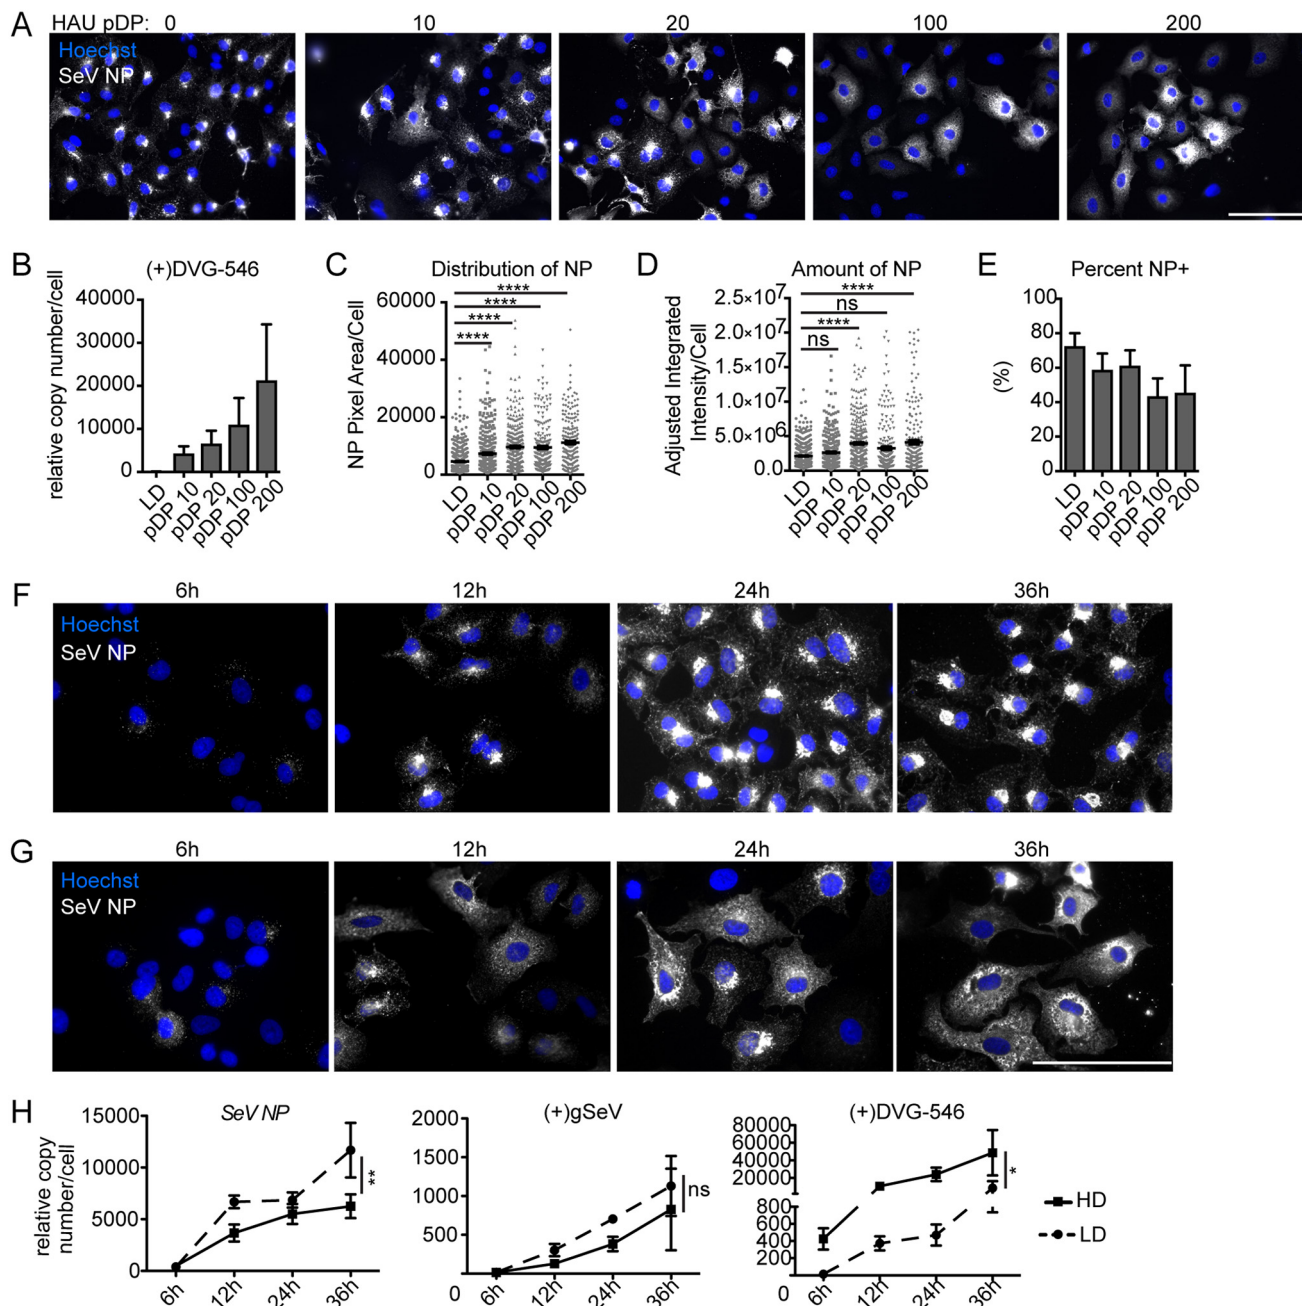 A HAU pDP: 0 10 20 100 200
Hoechst
SeV NP
B (+)DVG-546
relative copy number/cell
40000
30000
20000
10000
0
LD pDP 10 pDP 20 pDP 100 pDP 200
C Distribution of NP
NP Pixel Area/Cell
60000
40000
20000
0
**** **** **** ****
LD pDP 10 pDP 20 pDP 100 pDP 200
D Amount of NP
Adjusted Integrated
Intensity/Cell
2.5×10⁷
2.0×10⁷
1.5×10⁷
1.0×10⁷
5.0×10⁶
0.0
****
ns
****
ns
LD pDP 10 pDP 20 pDP 100 pDP 200
E Percent NP+
(%)
100
80
60
40
20
0
LD pDP 10 pDP 20 pDP 100 pDP 200
F 6h 12h 24h 36h
Hoechst
SeV NP
G 6h 12h 24h 36h
Hoechst
SeV NP
H SeV NP
relative copy
number/cell
15000
10000
5000
0
**
6h 12h 24h 36h
(+)gSeV
2000
1500
1000
500
0
ns
6h 12h 24h 36h
(+)DVG-546
80000
60000
40000
20000
800
600
400
200
0
*
6h 12h 24h 36h
HD
LD